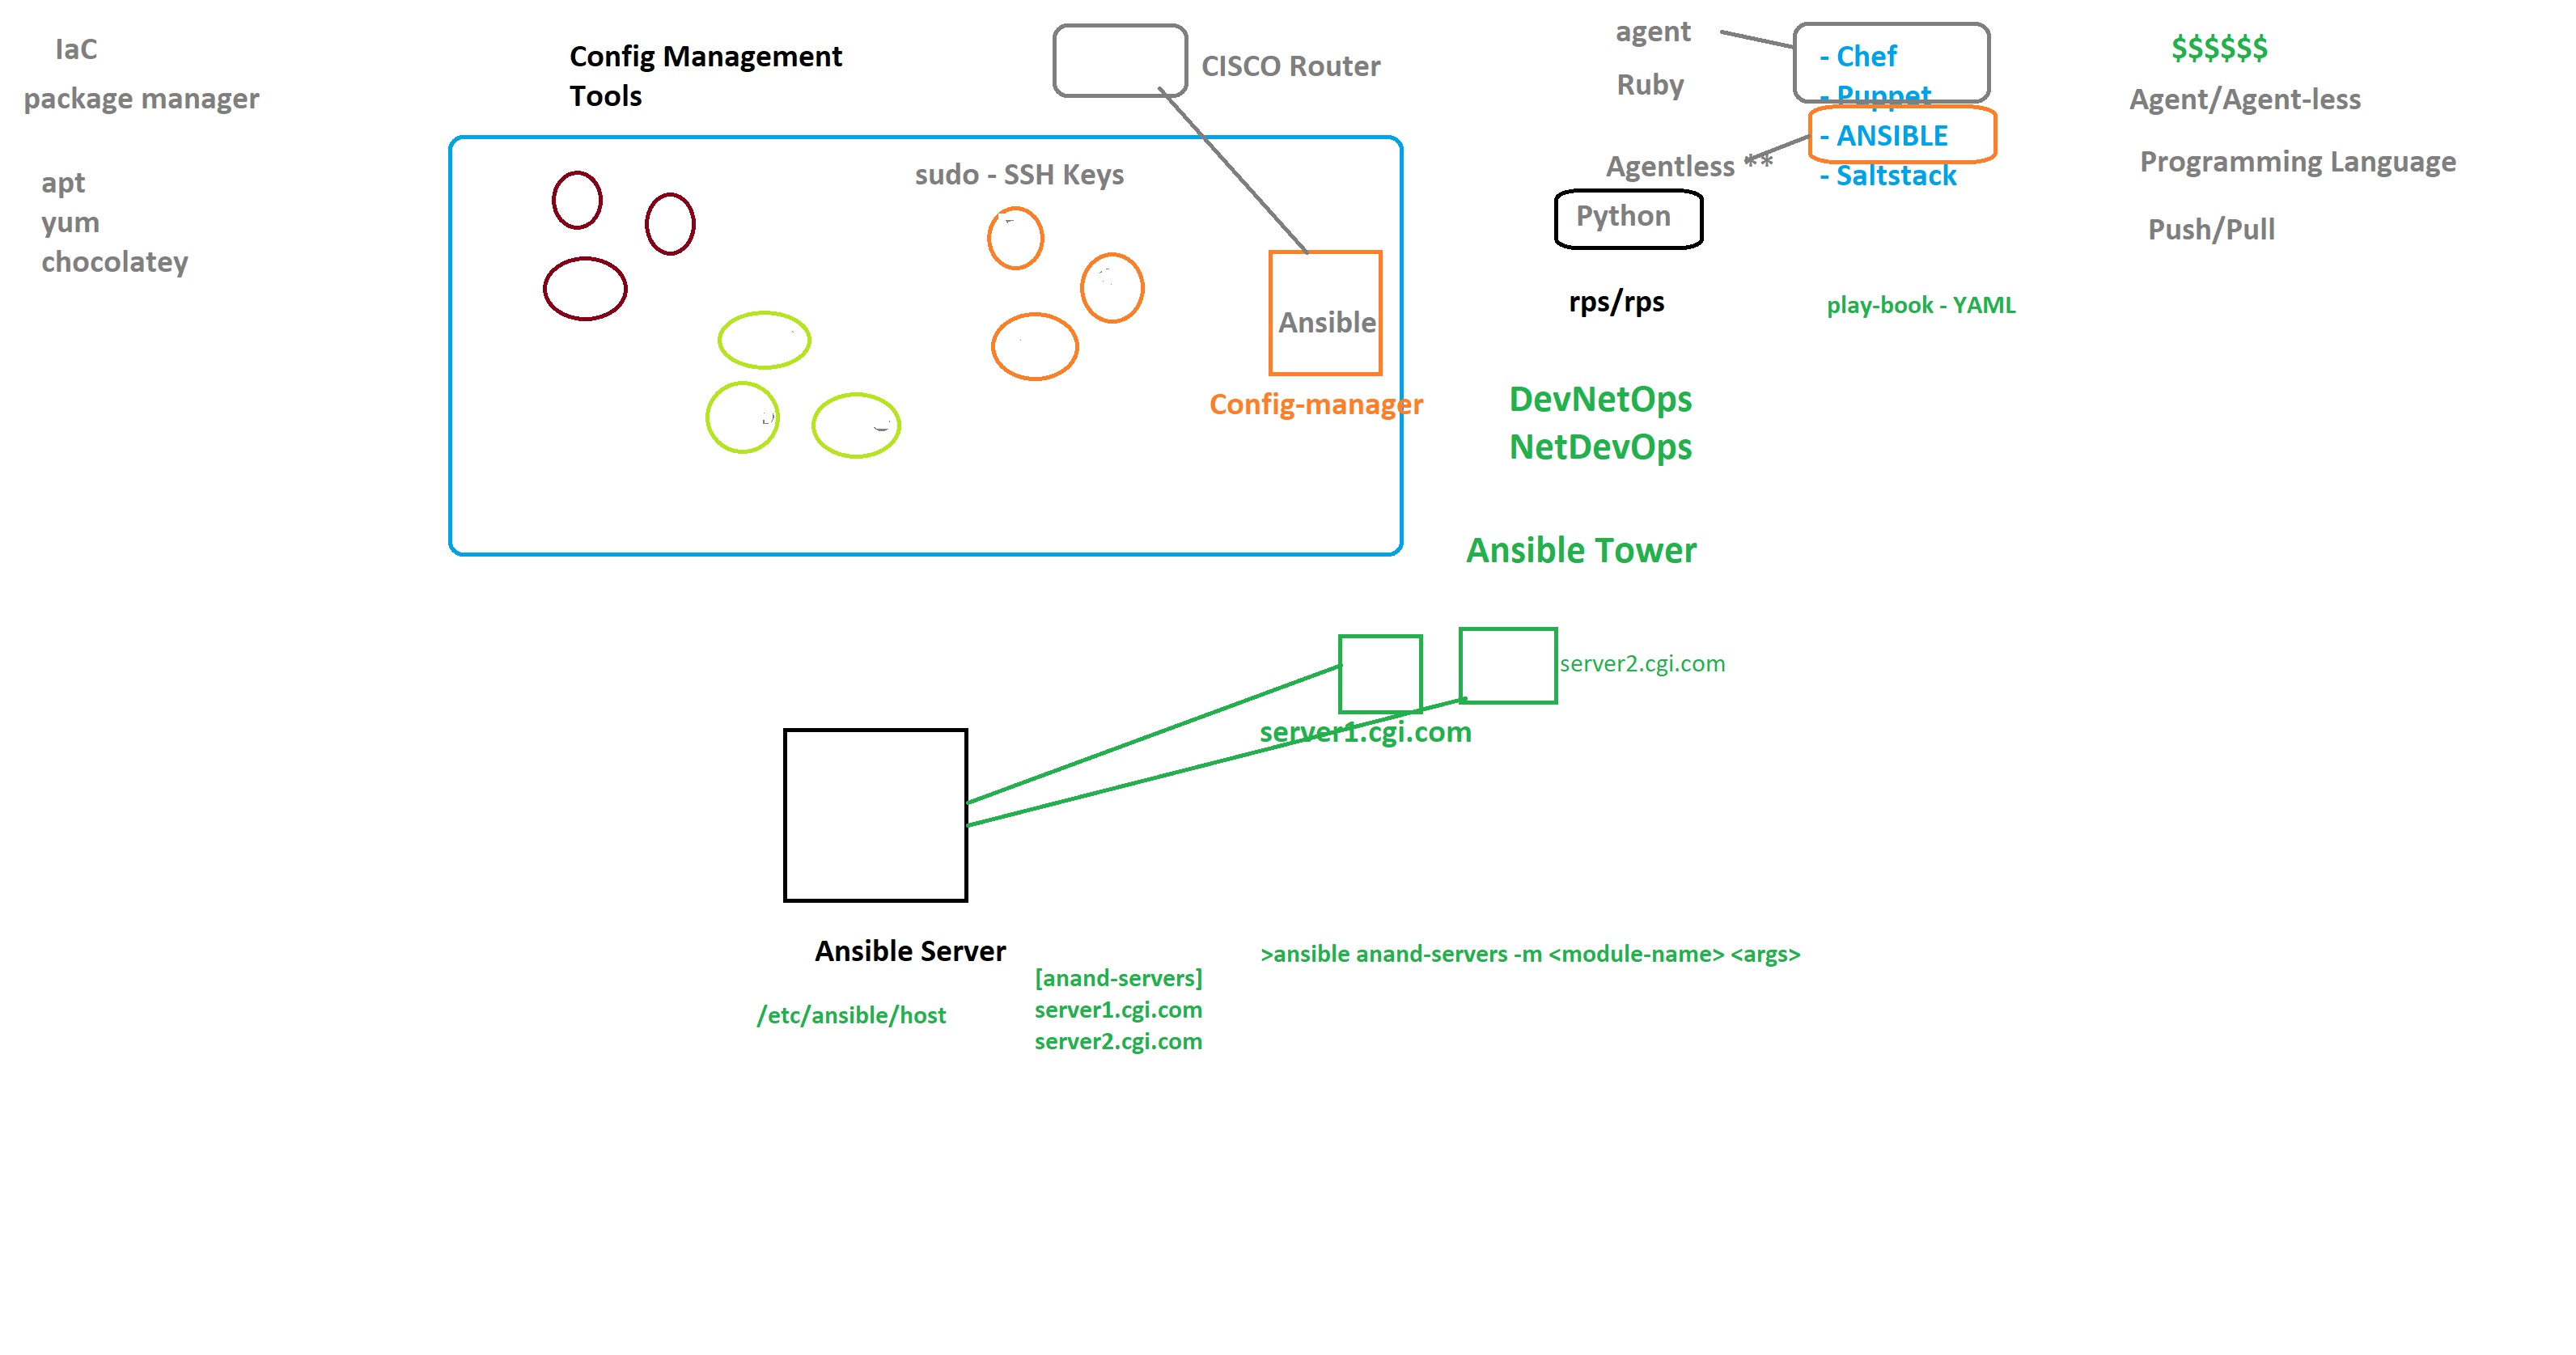 IaC
package manager
apt
yum
chocolatey
Config Management
Tools
CISCO Router
sudo - SSH Keys
Ansible
Config-manager
agent
Ruby
Agentless **
Python
- Chef
- Puppet
- ANSIBLE
- Saltstack
$$$$$$
Agent/Agent-less
Programming Language
Push/Pull
rps/rps
play-book - YAML
DevNetOps
NetDevOps
Ansible Tower
server2.cgi.com
server1.cgi.com
Ansible Server
/etc/ansible/host
[anand-servers]
server1.cgi.com
server2.cgi.com
>ansible anand-servers -m <module-name> <args>